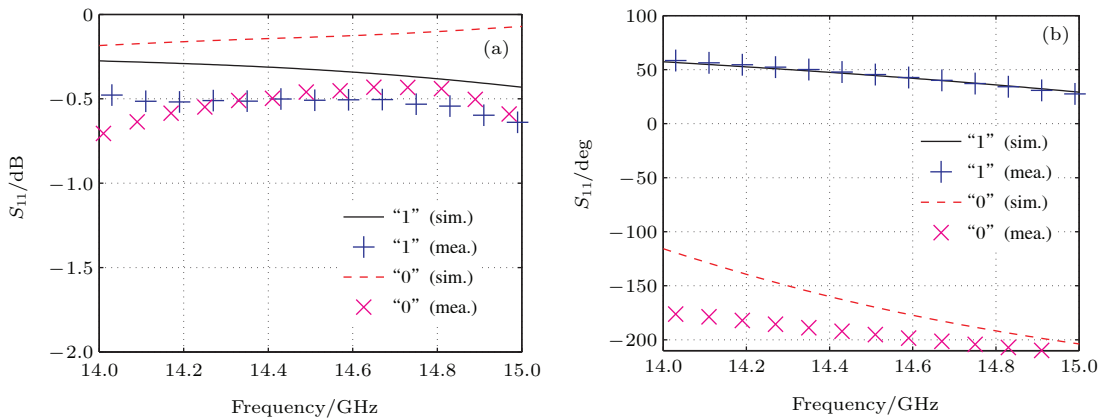 (a)
S11/dB
0
−0.5
−1.0
−1.5
−2.0
“1” (sim.)
“1” (mea.)
“0” (sim.)
“0” (mea.)
14.0 14.2 14.4 14.6 14.8 15.0
Frequency/GHz
(b)
S11/deg
100
50
0
−50
−100
−150
−200
“1” (sim.)
“1” (mea.)
“0” (sim.)
“0” (mea.)
14.0 14.2 14.4 14.6 14.8 15.0
Frequency/GHz